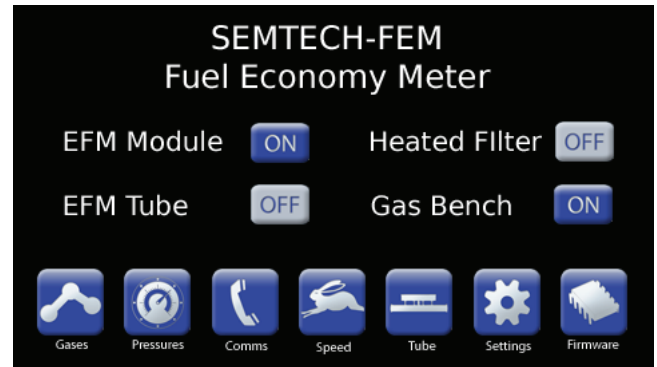 SEMTECH-FEM
Fuel Economy Meter
EFM Module ON Heated FIlter OFF
EFM Tube OFF Gas Bench ON
Gases Pressures Comms Speed Tube Settings Firmware